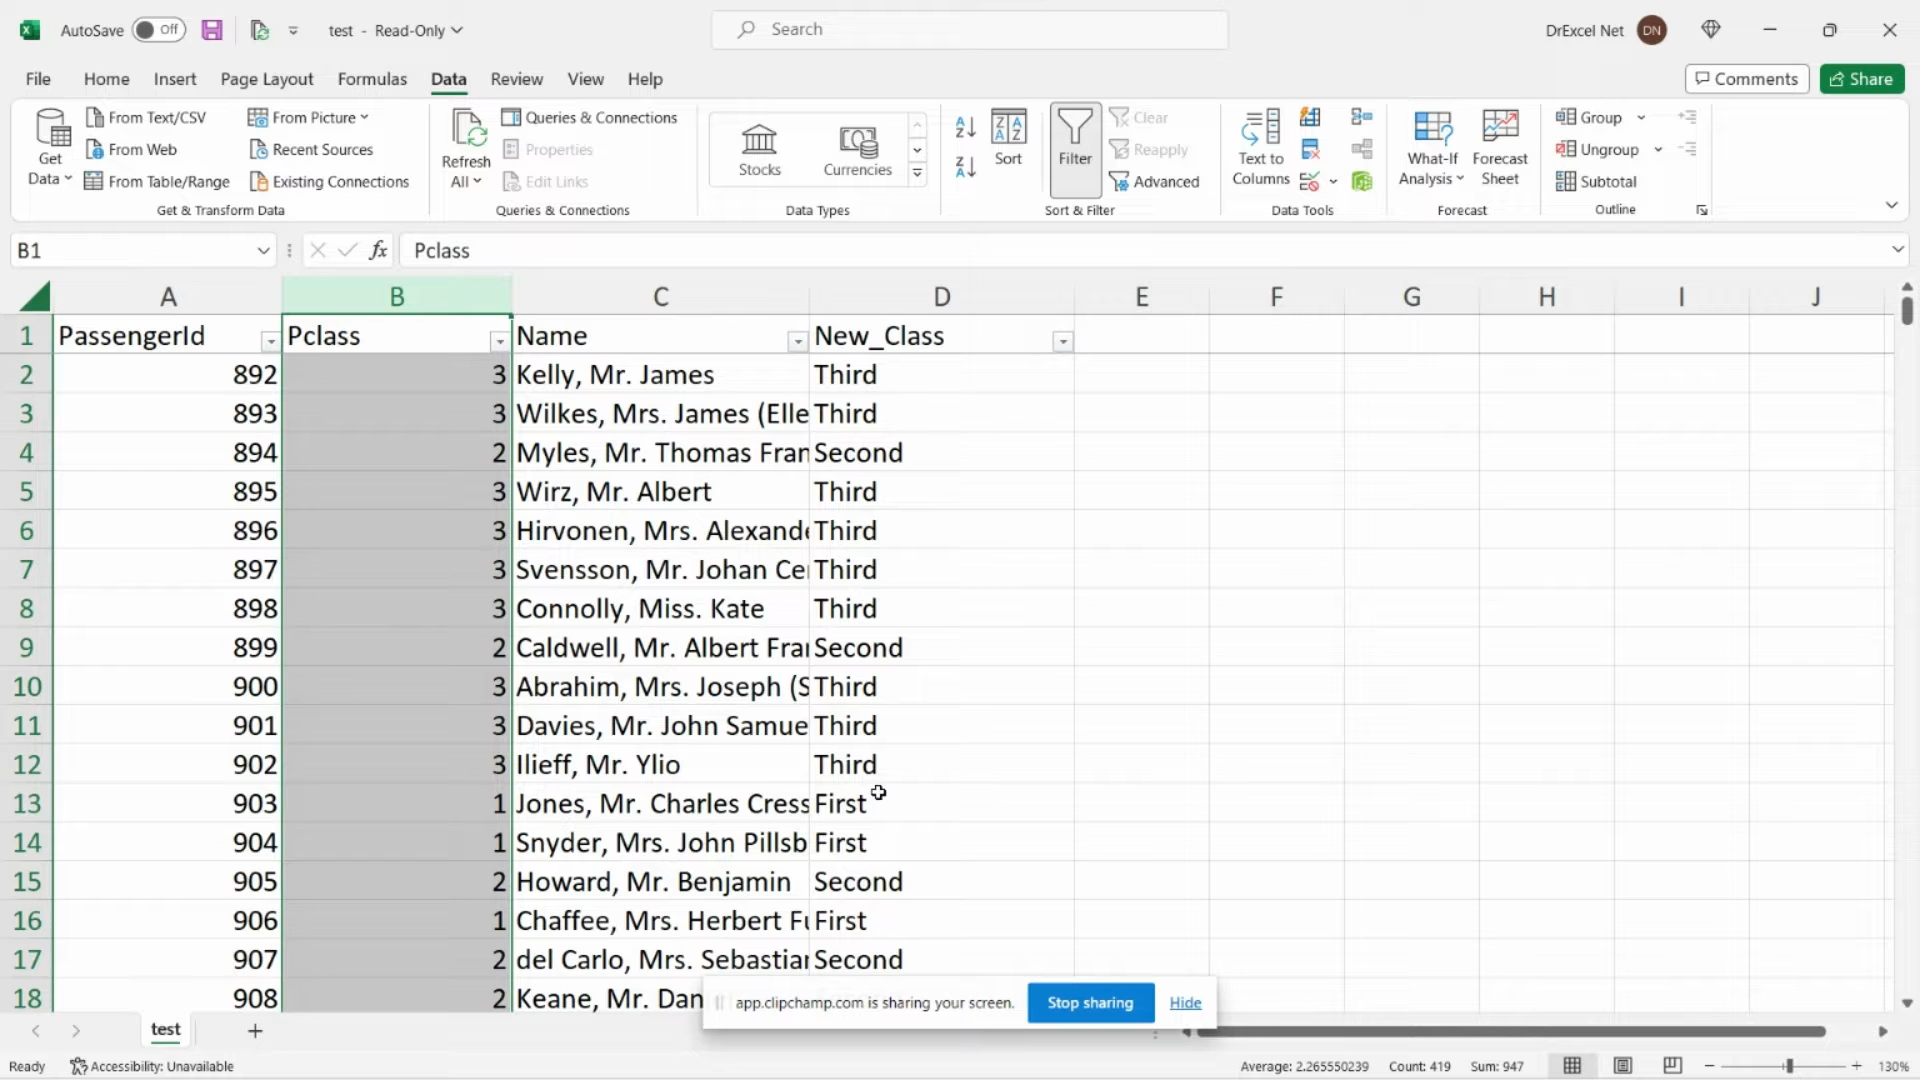 AutoSave Off test - Read-Only Search DrExcel Net DN
File Home Insert Page Layout Formulas Data Review View Help Comments Share
Get Data From Text/CSV From Web From Table/Range From Picture Recent Sources Existing Connections
Get & Transform Data
Refresh All Queries & Connections Properties Edit Links
Queries & Connections
Stocks Currencies
Data Types
Sort Filter Clear Reapply Advanced
Sort & Filter
Text to Columns
Data Tools
What-If Analysis Forecast Sheet
Forecast
Group Ungroup Subtotal
Outline
B1 fx Pclass
A B C D E F G H I J
1 PassengerId Pclass Name New_Class
2 892 3 Kelly, Mr. James Third
3 893 3 Wilkes, Mrs. James (Elle Third
4 894 2 Myles, Mr. Thomas Fran Second
5 895 3 Wirz, Mr. Albert Third
6 896 3 Hirvonen, Mrs. Alexande Third
7 897 3 Svensson, Mr. Johan Ce Third
8 898 3 Connolly, Miss. Kate Third
9 899 2 Caldwell, Mr. Albert Fra Second
10 900 3 Abrahim, Mrs. Joseph (S Third
11 901 3 Davies, Mr. John Samue Third
12 902 3 Ilieff, Mr. Ylio Third
13 903 1 Jones, Mr. Charles Cress First
14 904 1 Snyder, Mrs. John Pillsb First
15 905 2 Howard, Mr. Benjamin Second
16 906 1 Chaffee, Mrs. Herbert Fu First
17 907 2 del Carlo, Mrs. Sebastia Second
18 908 2 Keane, Mr. Dan
app.clipchamp.com is sharing your screen. Stop sharing Hide
test
Ready Accessibility: Unavailable Average: 2.265550239 Count: 419 Sum: 947 130%